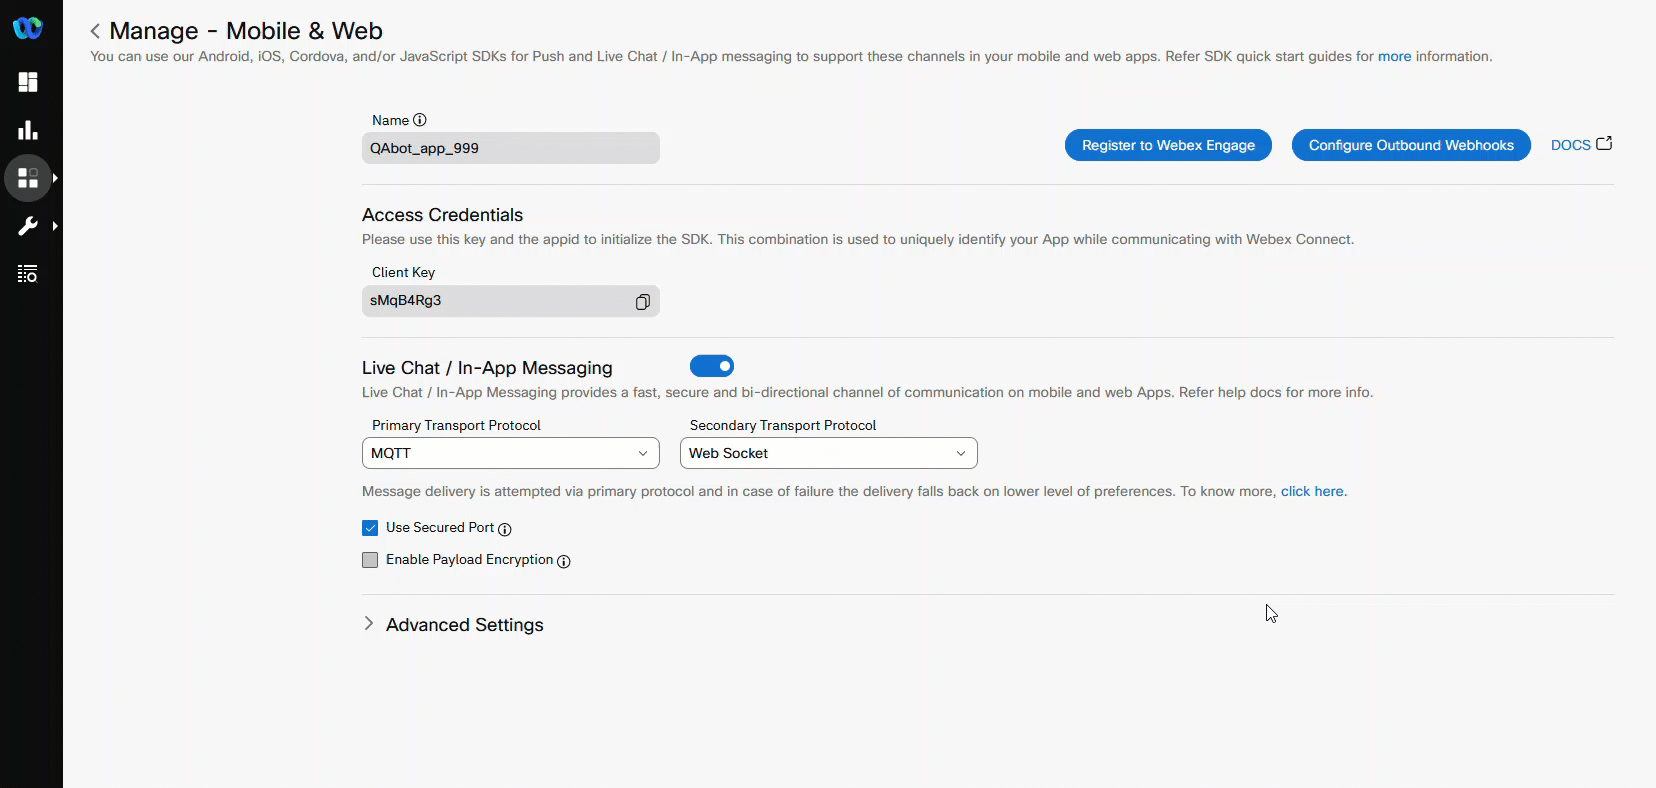 Manage - Mobile & Web
You can use our Android, iOS, Cordova, and/or JavaScript SDKs for Push and Live Chat / In-App messaging to support these channels in your mobile and web apps. Refer SDK quick start guides for more information.
Name
QAbot_app_999
Register to Webex Engage
Configure Outbound Webhooks
DOCS
Access Credentials
Please use this key and the appid to initialize the SDK. This combination is used to uniquely identify your App while communicating with Webex Connect.
Client Key
sMqB4Rg3
Live Chat / In-App Messaging
Live Chat / In-App Messaging provides a fast, secure and bi-directional channel of communication on mobile and web Apps. Refer help docs for more info.
Primary Transport Protocol
Secondary Transport Protocol
MQTT
Web Socket
Message delivery is attempted via primary protocol and in case of failure the delivery falls back on lower level of preferences. To know more, click here.
Use Secured Port
Enable Payload Encryption
Advanced Settings